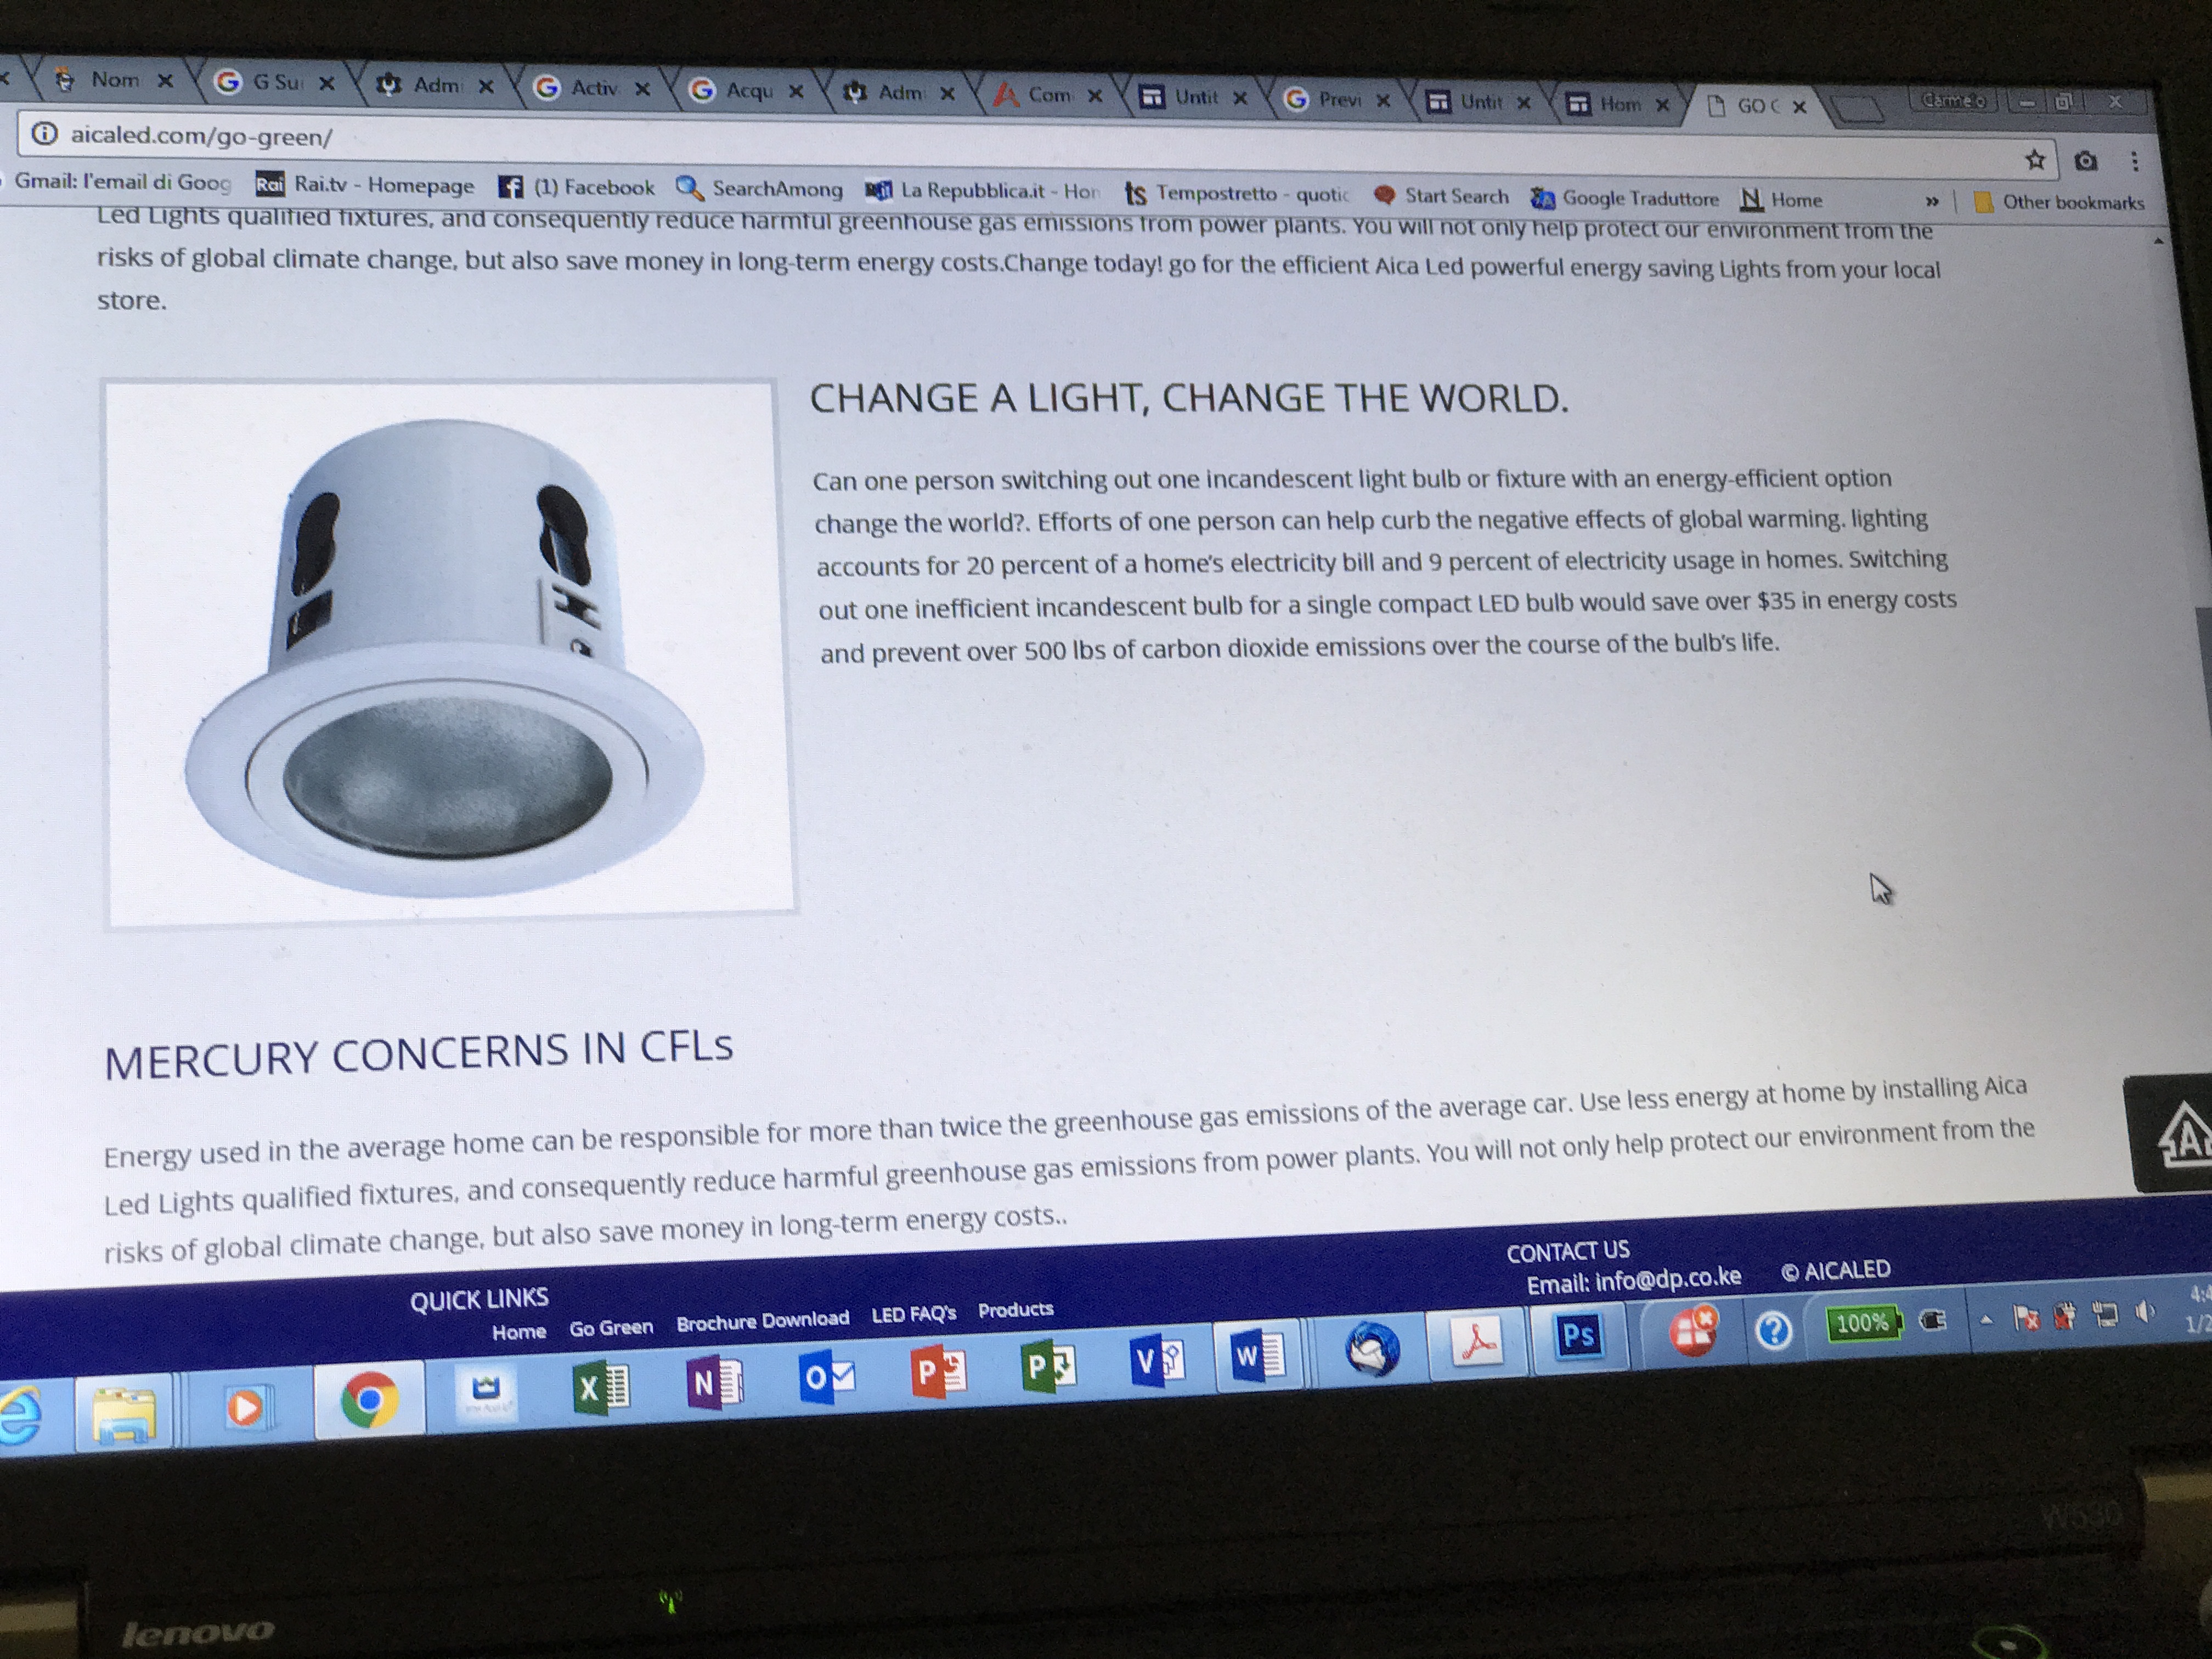 Nom
G Su
Adm
Activ
Acqu
Adm
Com
Untit
Previ
Untit
Hom
GO
Carmelo
aicaled.com/go-green/
Gmail: l'email di Goog
Rai Rai.tv - Homepage
(1) Facebook
SearchAmong
La Repubblica.it - Hor
ts Tempostretto - quotic
Start Search
Google Traduttore
N Home
»
Other bookmarks
Led Lights qualified fixtures, and consequently reduce harmful greenhouse gas emissions from power plants. You will not only help protect our environment from the
risks of global climate change, but also save money in long-term energy costs.Change today! go for the efficient Aica Led powerful energy saving Lights from your local
store.
CHANGE A LIGHT, CHANGE THE WORLD.
Can one person switching out one incandescent light bulb or fixture with an energy-efficient option
change the world?. Efforts of one person can help curb the negative effects of global warming. lighting
accounts for 20 percent of a home's electricity bill and 9 percent of electricity usage in homes. Switching
out one inefficient incandescent bulb for a single compact LED bulb would save over $35 in energy costs
and prevent over 500 lbs of carbon dioxide emissions over the course of the bulb's life.
MERCURY CONCERNS IN CFLs
Energy used in the average home can be responsible for more than twice the greenhouse gas emissions of the average car. Use less energy at home by installing Aica
Led Lights qualified fixtures, and consequently reduce harmful greenhouse gas emissions from power plants. You will not only help protect our environment from the
risks of global climate change, but also save money in long-term energy costs..
QUICK LINKS
Home Go Green Brochure Download LED FAQ's Products
CONTACT US
Email: info@dp.co.ke © AICALED
Ps
100%
W530
lenovo